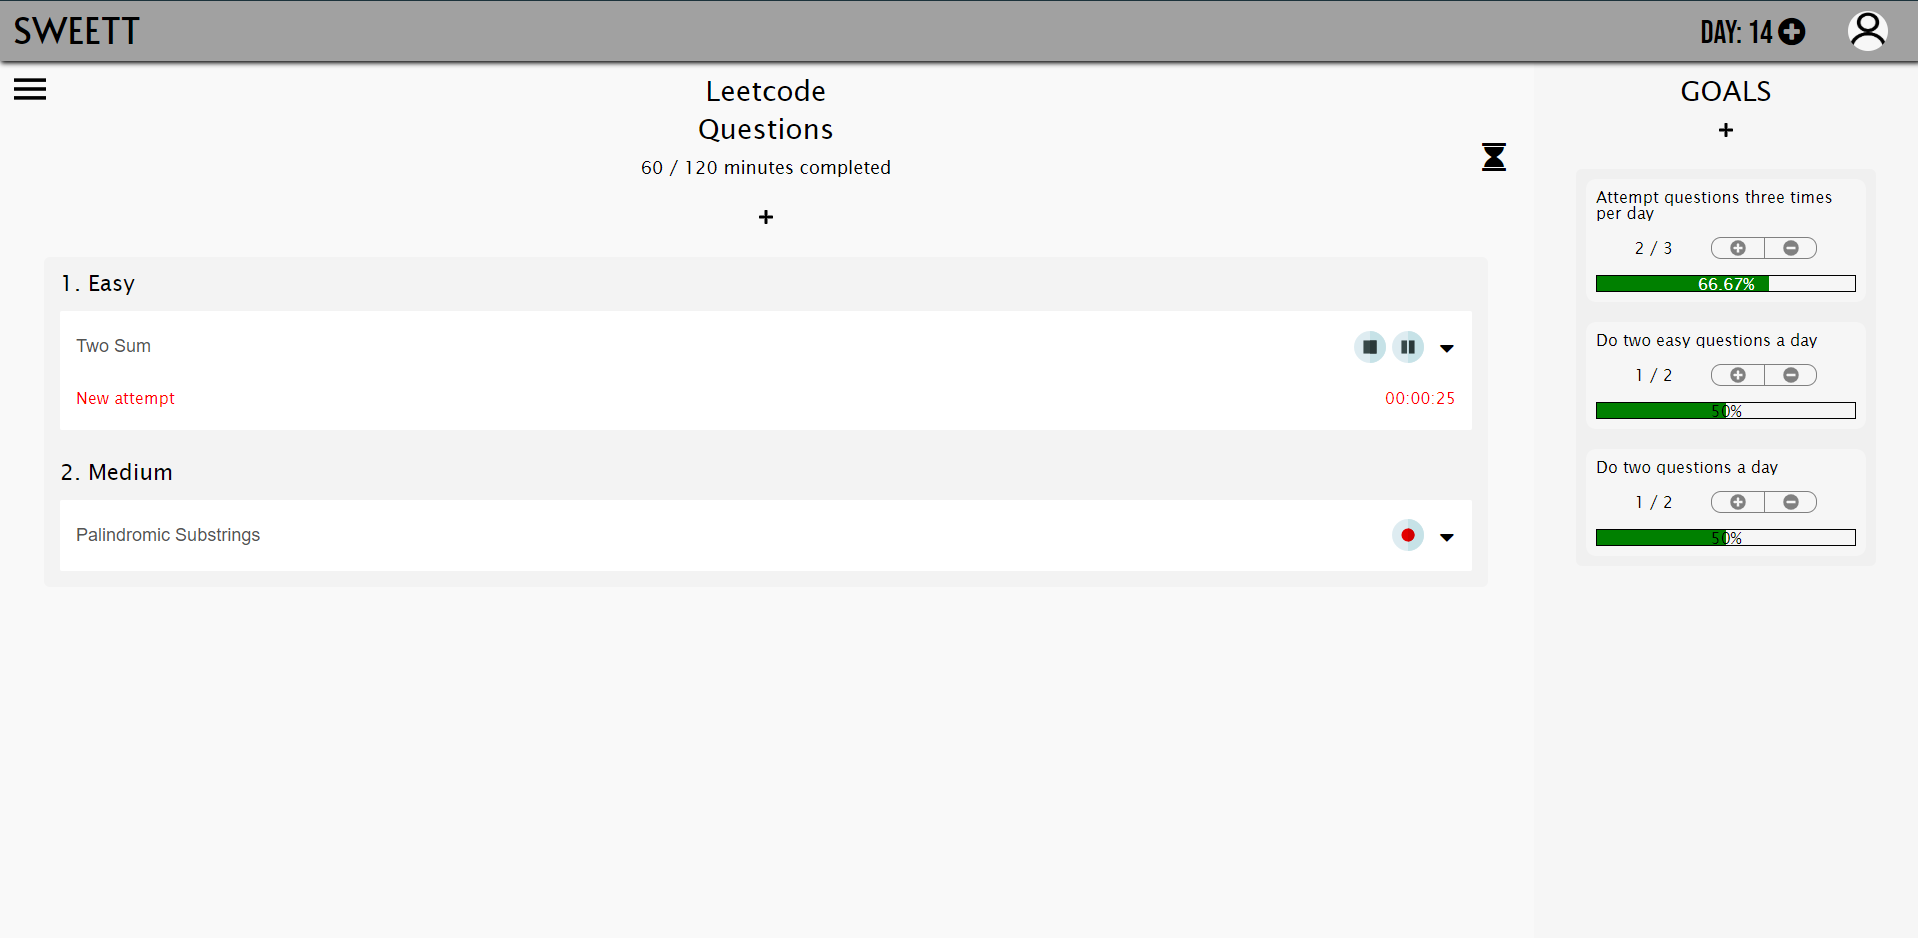 SWEETT
DAY: 14
Leetcode
Questions
60 / 120 minutes completed
1. Easy
Two Sum
New attempt
00:00:25
2. Medium
Palindromic Substrings
GOALS
Attempt questions three times
per day
2 / 3
66.67%
Do two easy questions a day
1 / 2
50%
Do two questions a day
1 / 2
50%